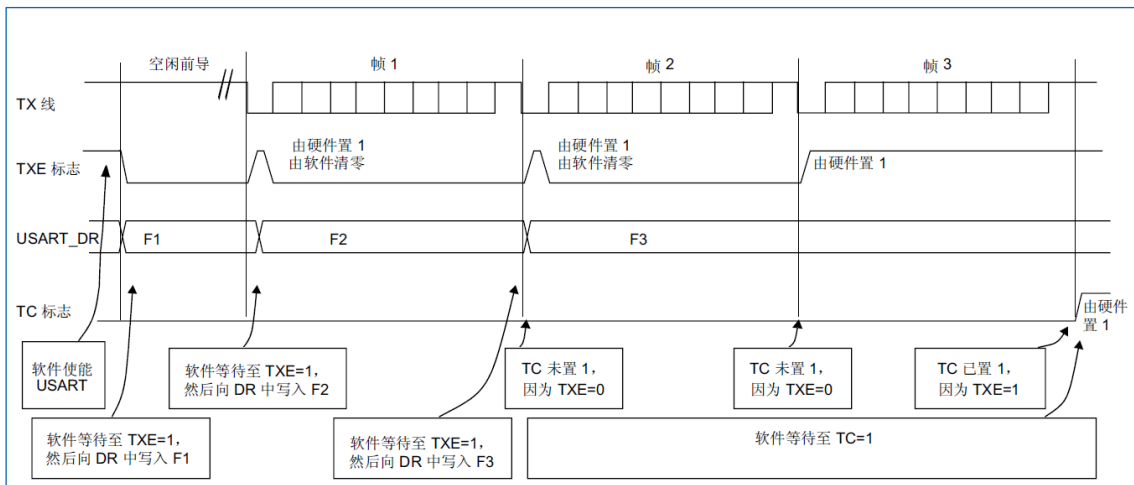 空闲前导
帧 1
帧 2
帧 3
TX 线
由硬件置 1
由软件清零
由硬件置 1
由软件清零
TXE 标志
由硬件置 1
USART_DR
F1
F2
F3
TC 标志
由硬件
置 1
软件使能
USART
软件等待至 TXE=1,
然后向 DR 中写入 F2
TC 未置 1,
因为 TXE=0
TC 未置 1,
因为 TXE=0
TC 已置 1,
因为 TXE=1
软件等待至 TXE=1,
然后向 DR 中写入 F1
软件等待至 TXE=1,
然后向 DR 中写入 F3
软件等待至 TC=1